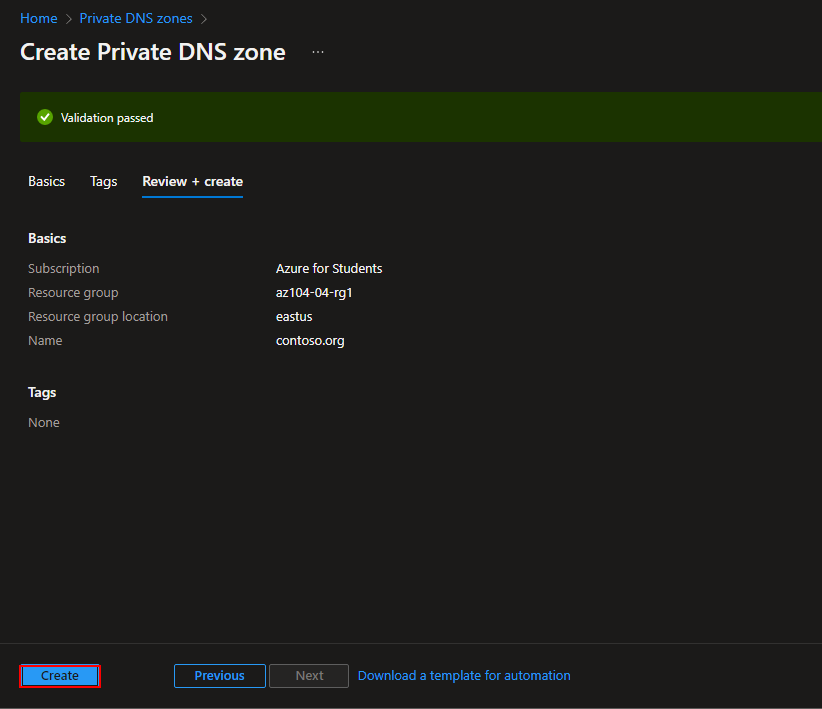 Home > Private DNS zones >
Create Private DNS zone ...
Validation passed
Basics Tags Review + create
Basics
Subscription Azure for Students
Resource group az104-04-rg1
Resource group location eastus
Name contoso.org
Tags
None
Create Previous Next Download a template for automation